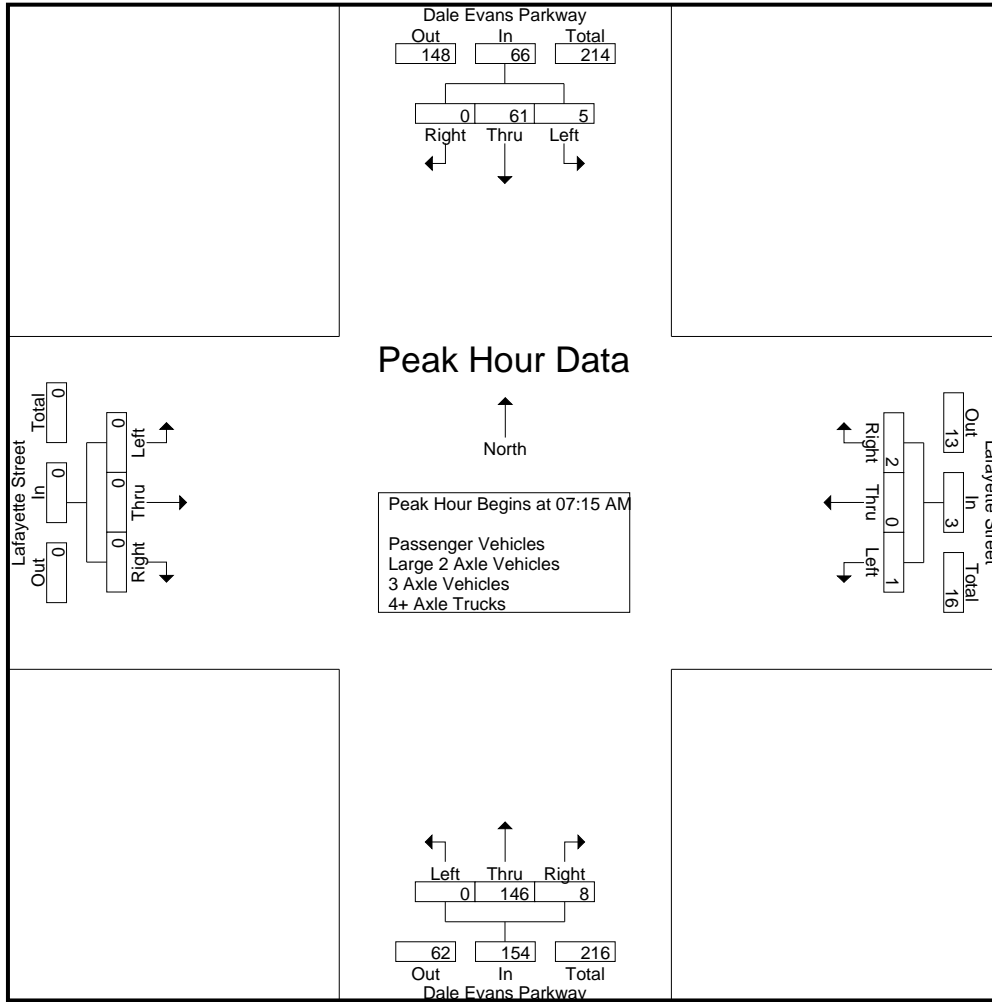 Dale Evans Parkway
Out In Total
148 66 214
0 61 5
Right Thru Left
Peak Hour Data
North
Peak Hour Begins at 07:15 AM
Passenger Vehicles
Large 2 Axle Vehicles
3 Axle Vehicles
4+ Axle Trucks
Lafayette Street
Out In Total
0 0 0
Right Thru Left
0 0 0
Lafayette Street
Out In Total
13 3 16
2 0 1
Right Thru Left
Left Thru Right
0 146 8
62 154 216
Out In Total
Dale Evans Parkway